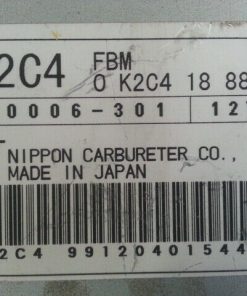 2C4 FBM
0 K2C4 18 88
0006-301 12
NIPPON CARBURETER CO.,
MADE IN JAPAN
2C4 99120401544